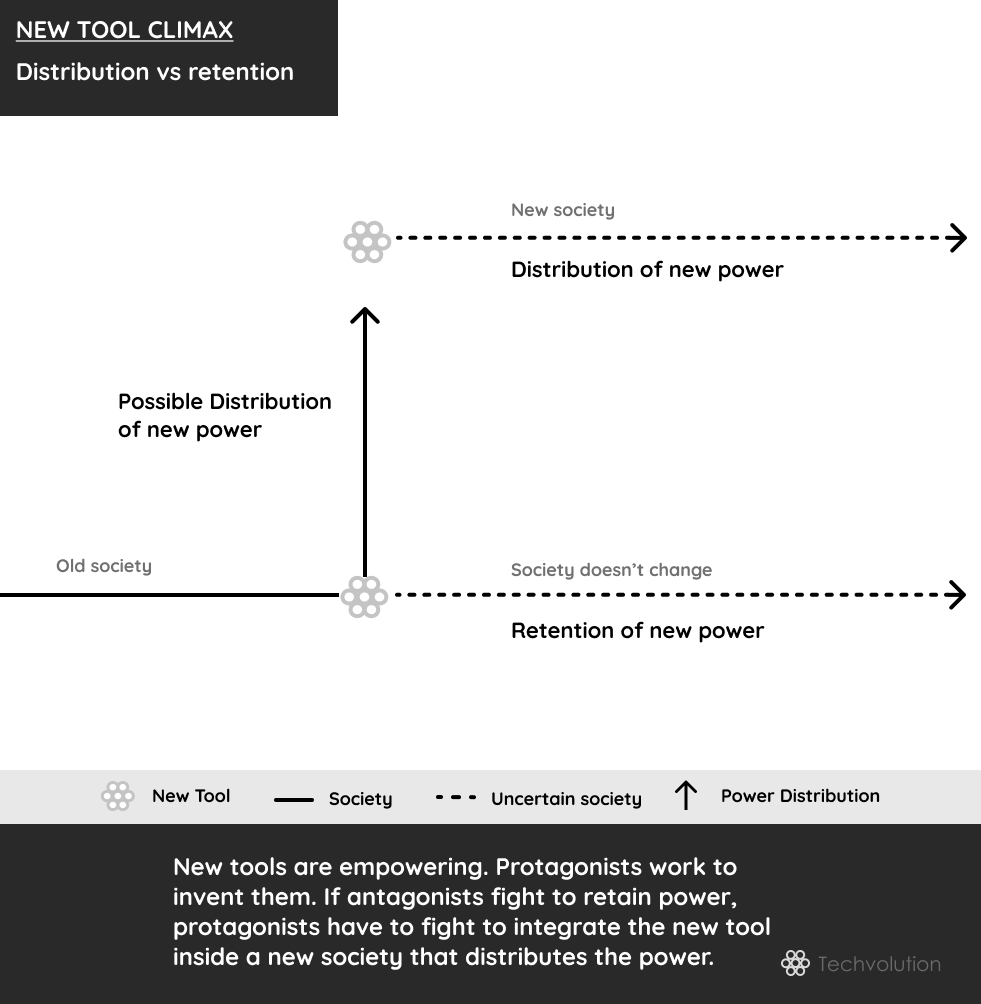 NEW TOOL CLIMAX
Distribution vs retention
New society
Distribution of new power
Possible Distribution
of new power
Old society
Society doesn’t change
Retention of new power
New Tool
Society
Uncertain society
Power Distribution
New tools are empowering. Protagonists work to
invent them. If antagonists fight to retain power,
protagonists have to fight to integrate the new tool
inside a new society that distributes the power.
Techvolution